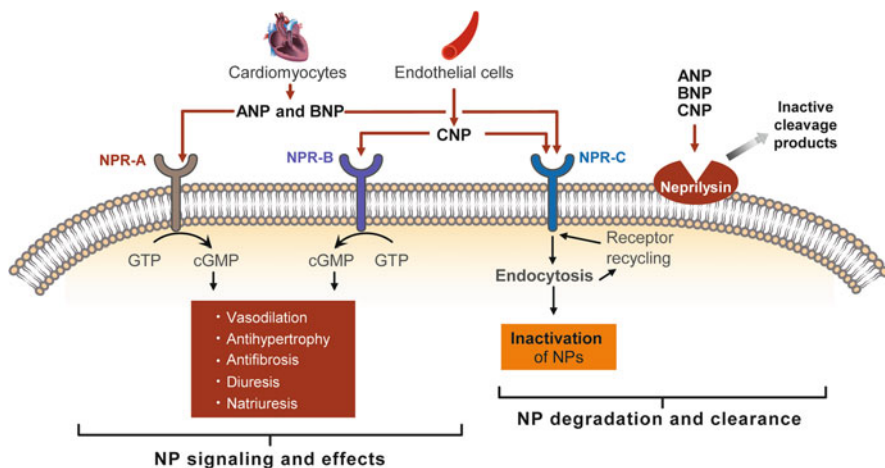 Cardiomyocytes
Endothelial cells
ANP and BNP
CNP
ANP
BNP
CNP
Inactive
cleavage
products
NPR-A
NPR-B
NPR-C
Neprilysin
GTP
cGMP
cGMP
GTP
Receptor
recycling
Endocytosis
• Vasodilation
• Antihypertrophy
• Antifibrosis
• Diuresis
• Natriuresis
Inactivation
of NPs
NP degradation and clearance
NP signaling and effects